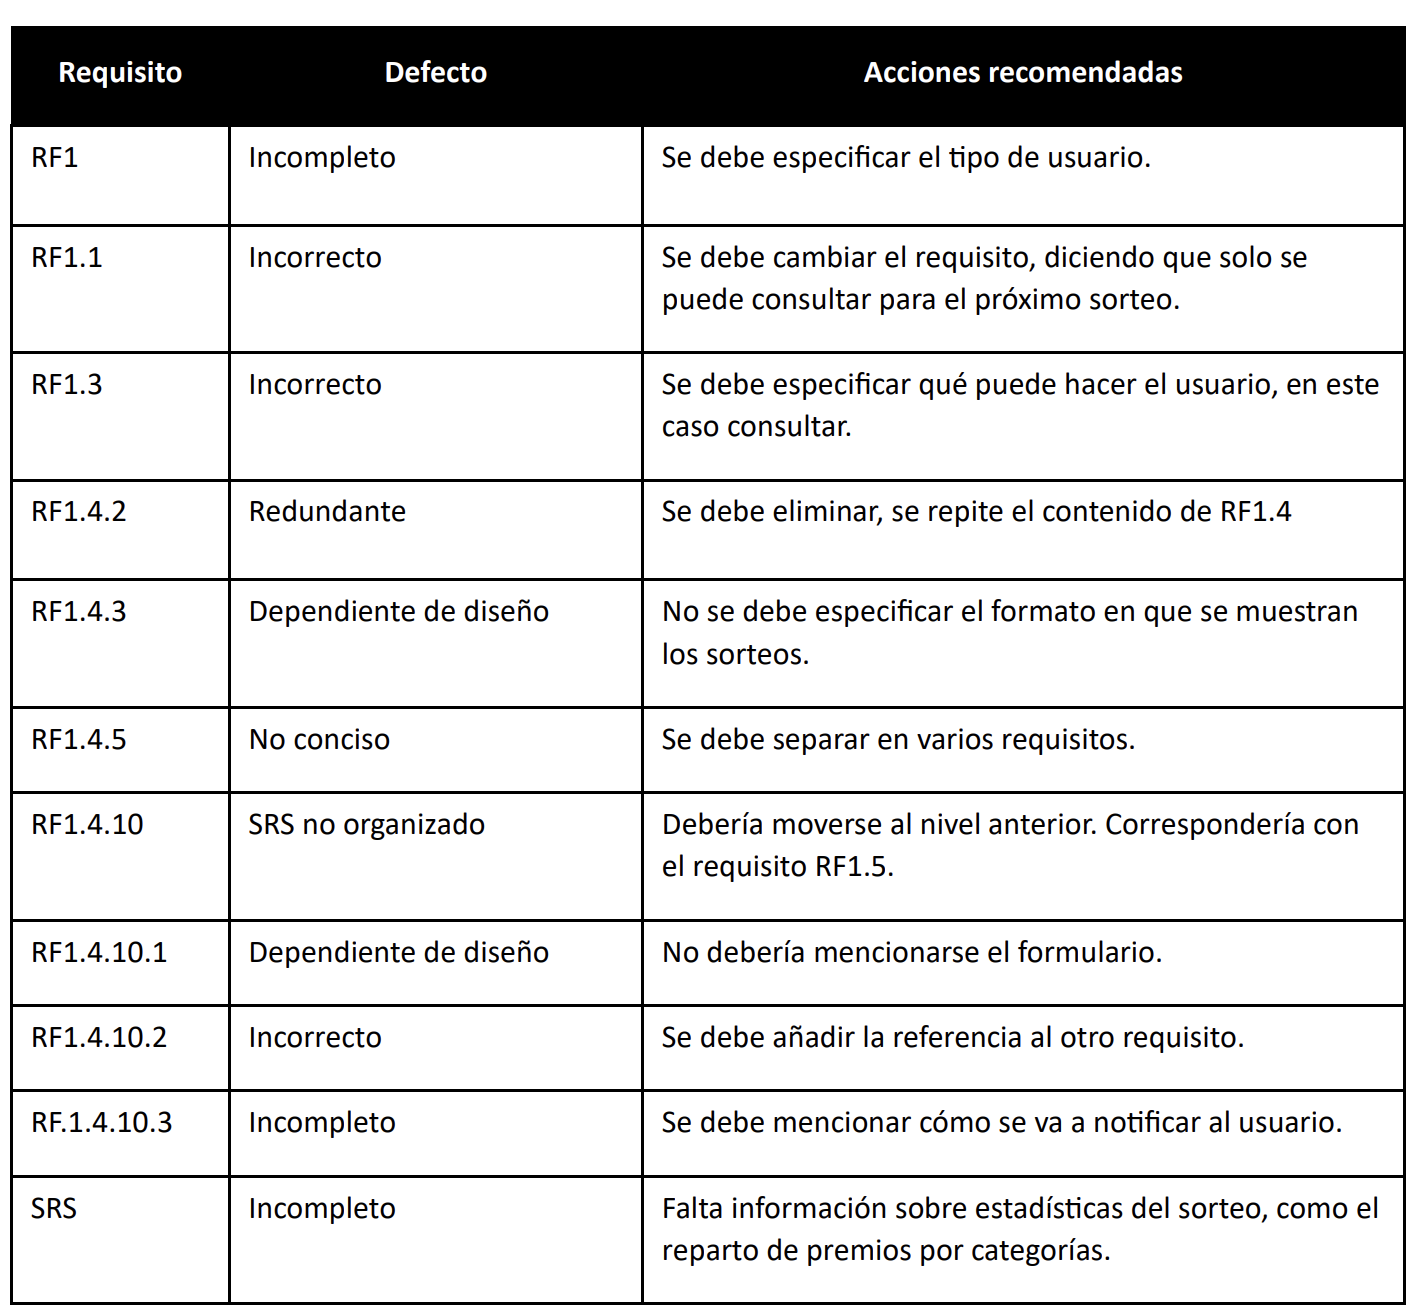 Requisito Defecto Acciones recomendadas
RF1 Incompleto Se debe especificar el tipo de usuario.
RF1.1 Incorrecto Se debe cambiar el requisito, diciendo que solo se
puede consultar para el próximo sorteo.
RF1.3 Incorrecto Se debe especificar qué puede hacer el usuario, en este
caso consultar.
RF1.4.2 Redundante Se debe eliminar, se repite el contenido de RF1.4
RF1.4.3 Dependiente de diseño No se debe especificar el formato en que se muestran
los sorteos.
RF1.4.5 No conciso Se debe separar en varios requisitos.
RF1.4.10 SRS no organizado Debería moverse al nivel anterior. Correspondería con
el requisito RF1.5.
RF1.4.10.1 Dependiente de diseño No debería mencionarse el formulario.
RF1.4.10.2 Incorrecto Se debe añadir la referencia al otro requisito.
RF.1.4.10.3 Incompleto Se debe mencionar cómo se va a notificar al usuario.
SRS Incompleto Falta información sobre estadísticas del sorteo, como el
reparto de premios por categorías.